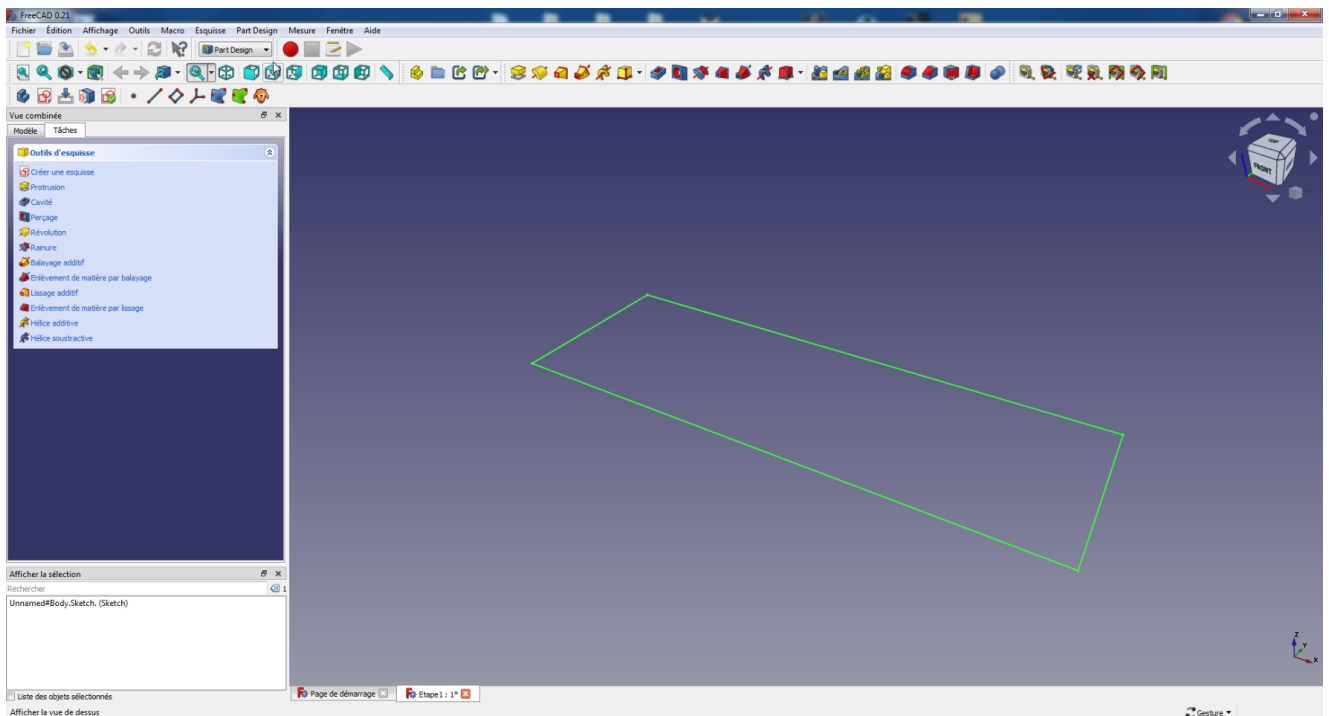 FreeCAD 0.21
Fichier Édition Affichage Outils Macro Esquisse Part Design Mesure Fenêtre Aide
Part Design
Vue combinée
Modèle Tâches
Outils d'esquisse
Créer une esquisse
Protrusion
Cavité
Perçage
Révolution
Rainure
Balayage additif
Enlèvement de matière par balayage
Lissage additif
Enlèvement de matière par lissage
Hélice additive
Hélice soustractive
FRONT
Afficher la sélection
Rechercher 1
Unnamed#Body.Sketch. (Sketch)
Z
Y
X
Liste des objets sélectionnés
Page de démarrage Etape1 : 1*
Afficher la vue de dessus
Gesture